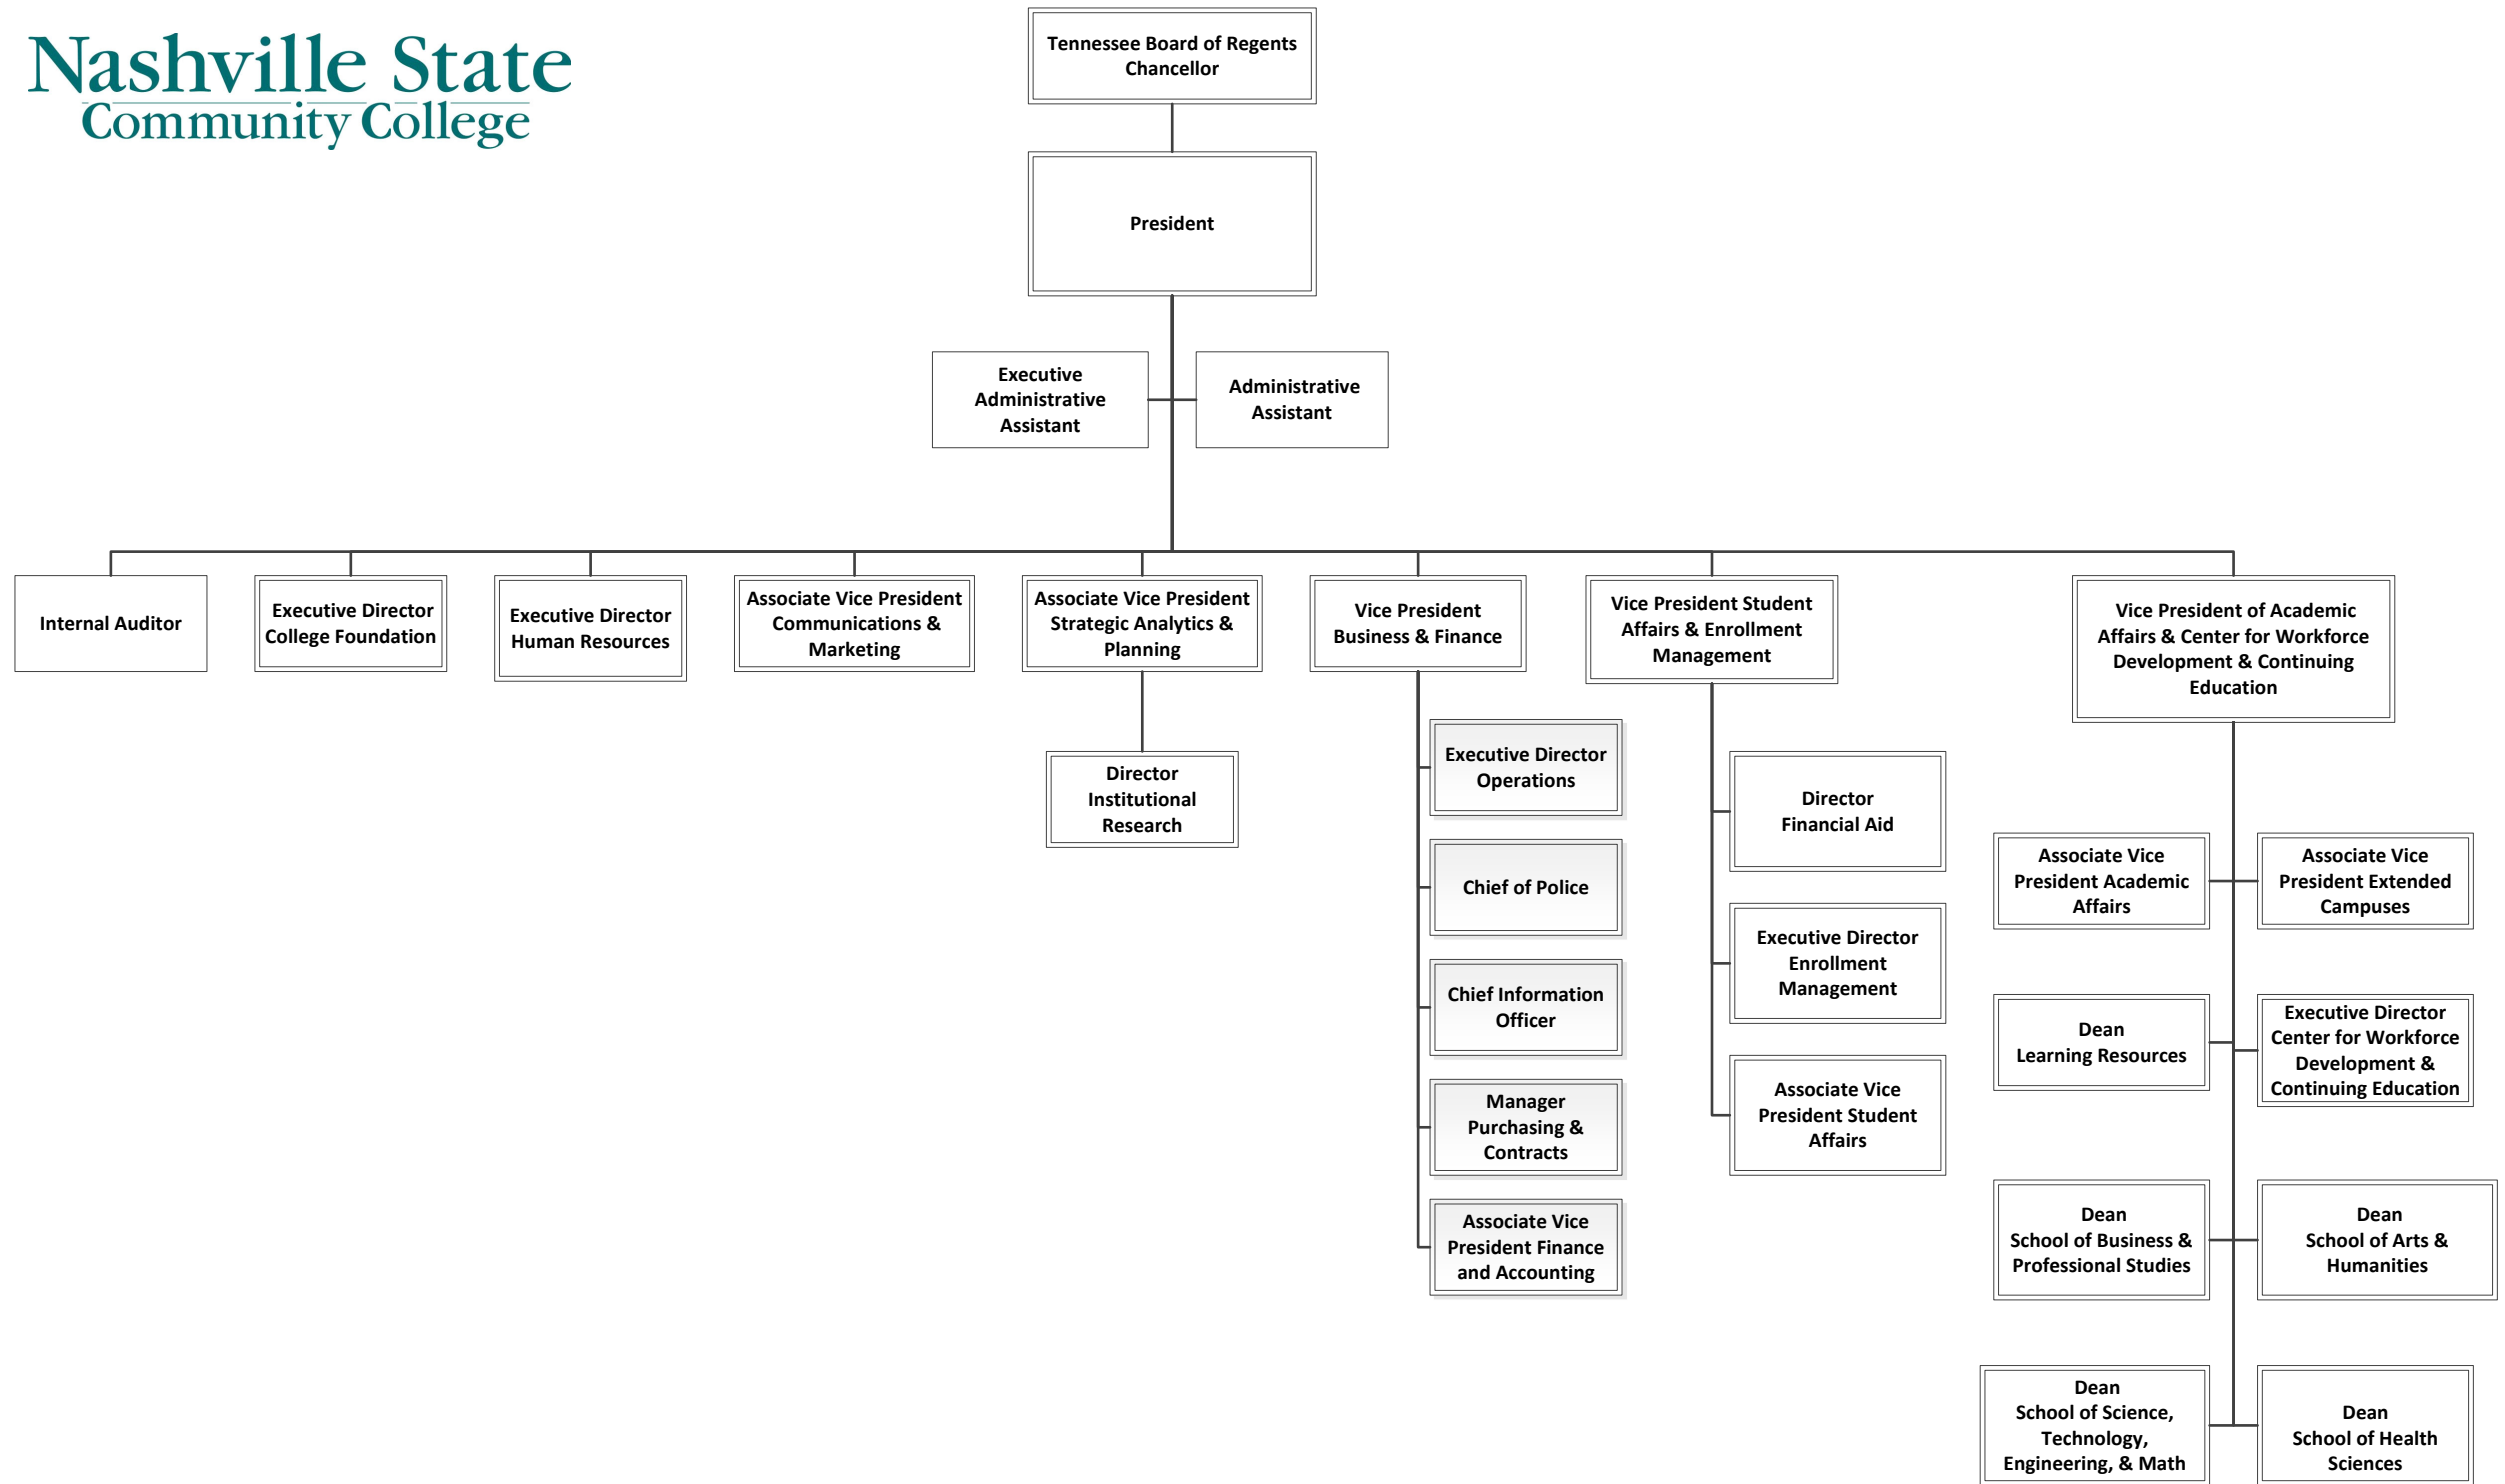 Nashville State
Community College
Tennessee Board of Regents
Chancellor
President
Executive
Administrative
Assistant
Administrative
Assistant
Internal Auditor
Executive Director
College Foundation
Executive Director
Human Resources
Associate Vice President
Communications &
Marketing
Associate Vice President
Strategic Analytics &
Planning
Vice President
Business & Finance
Vice President Student
Affairs & Enrollment
Management
Vice President of Academic
Affairs & Center for Workforce
Development & Continuing
Education
Director
Institutional
Research
Executive Director
Operations
Chief of Police
Chief Information
Officer
Manager
Purchasing &
Contracts
Associate Vice
President Finance
and Accounting
Director
Financial Aid
Executive Director
Enrollment
Management
Associate Vice
President Student
Affairs
Associate Vice
President Academic
Affairs
Associate Vice
President Extended
Campuses
Dean
Learning Resources
Executive Director
Center for Workforce
Development &
Continuing Education
Dean
School of Business &
Professional Studies
Dean
School of Arts &
Humanities
Dean
School of Science,
Technology,
Engineering, & Math
Dean
School of Health
Sciences